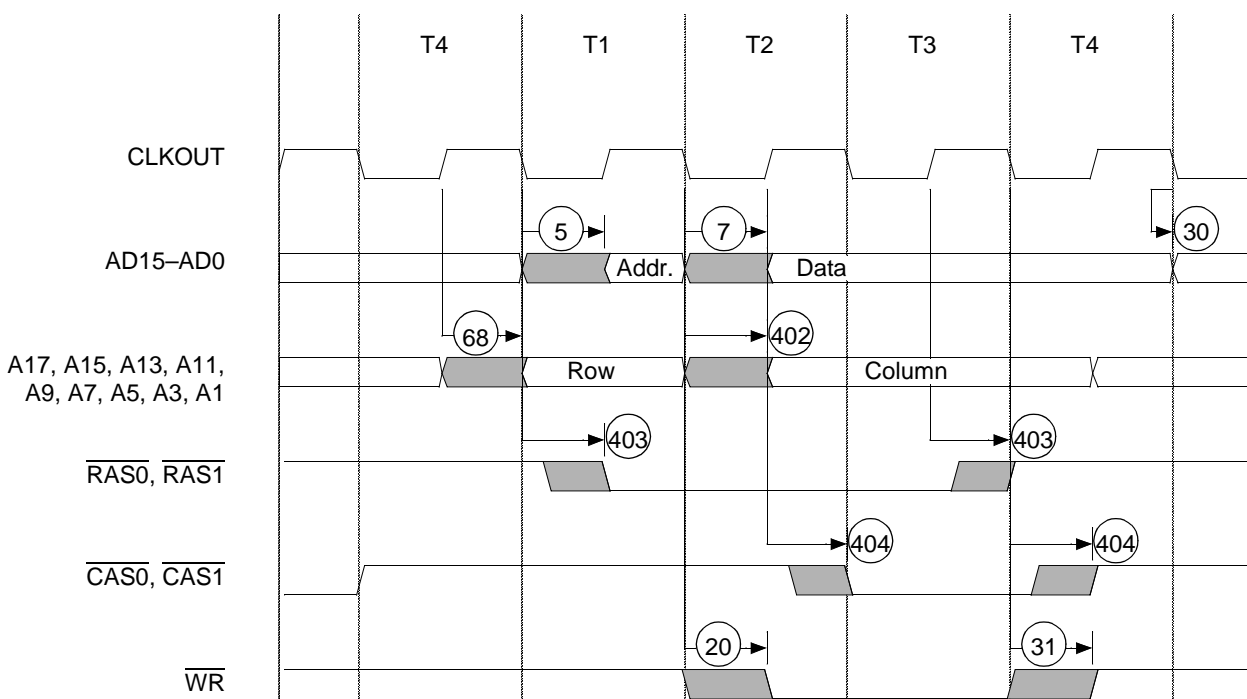 T4 T1 T2 T3 T4
CLKOUT
5 7 30
AD15–AD0 Addr. Data
68 402
A17, A15, A13, A11, Row Column
A9, A7, A5, A3, A1
403 403
RAS0, RAS1
404 404
CAS0, CAS1
20 31
WR